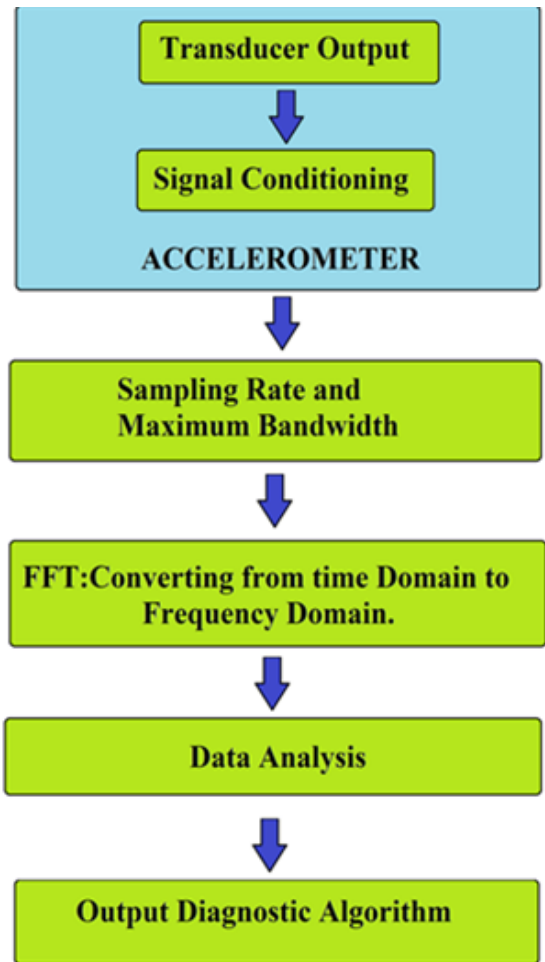 Transducer Output
Signal Conditioning
ACCELEROMETER
Sampling Rate and
Maximum Bandwidth
FFT:Converting from time Domain to
Frequency Domain.
Data Analysis
Output Diagnostic Algorithm